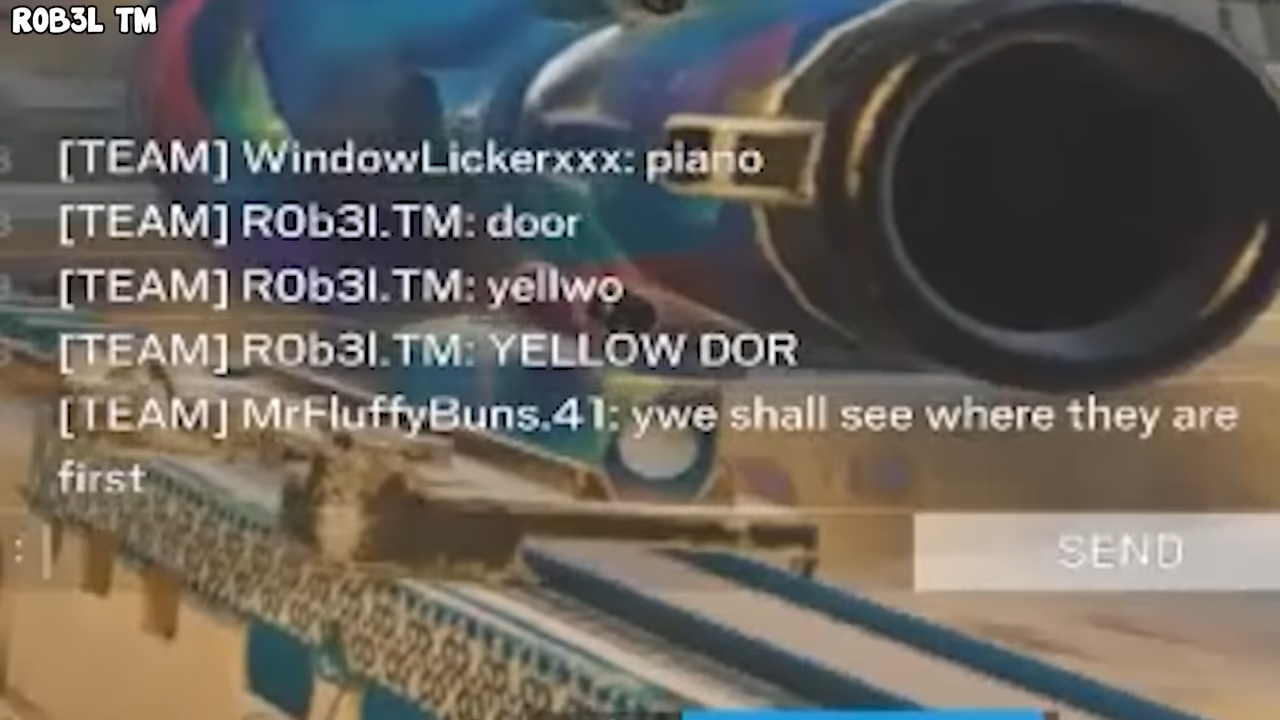 R0B3L TM
[TEAM] WindowLickerxxx: piano
[TEAM] R0b3l.TM: door
[TEAM] R0b3l.TM: yellwo
[TEAM] R0b3l.TM: YELLOW DOR
[TEAM] MrFluffyBuns.41: ywe shall see where they are
first
:
SEND